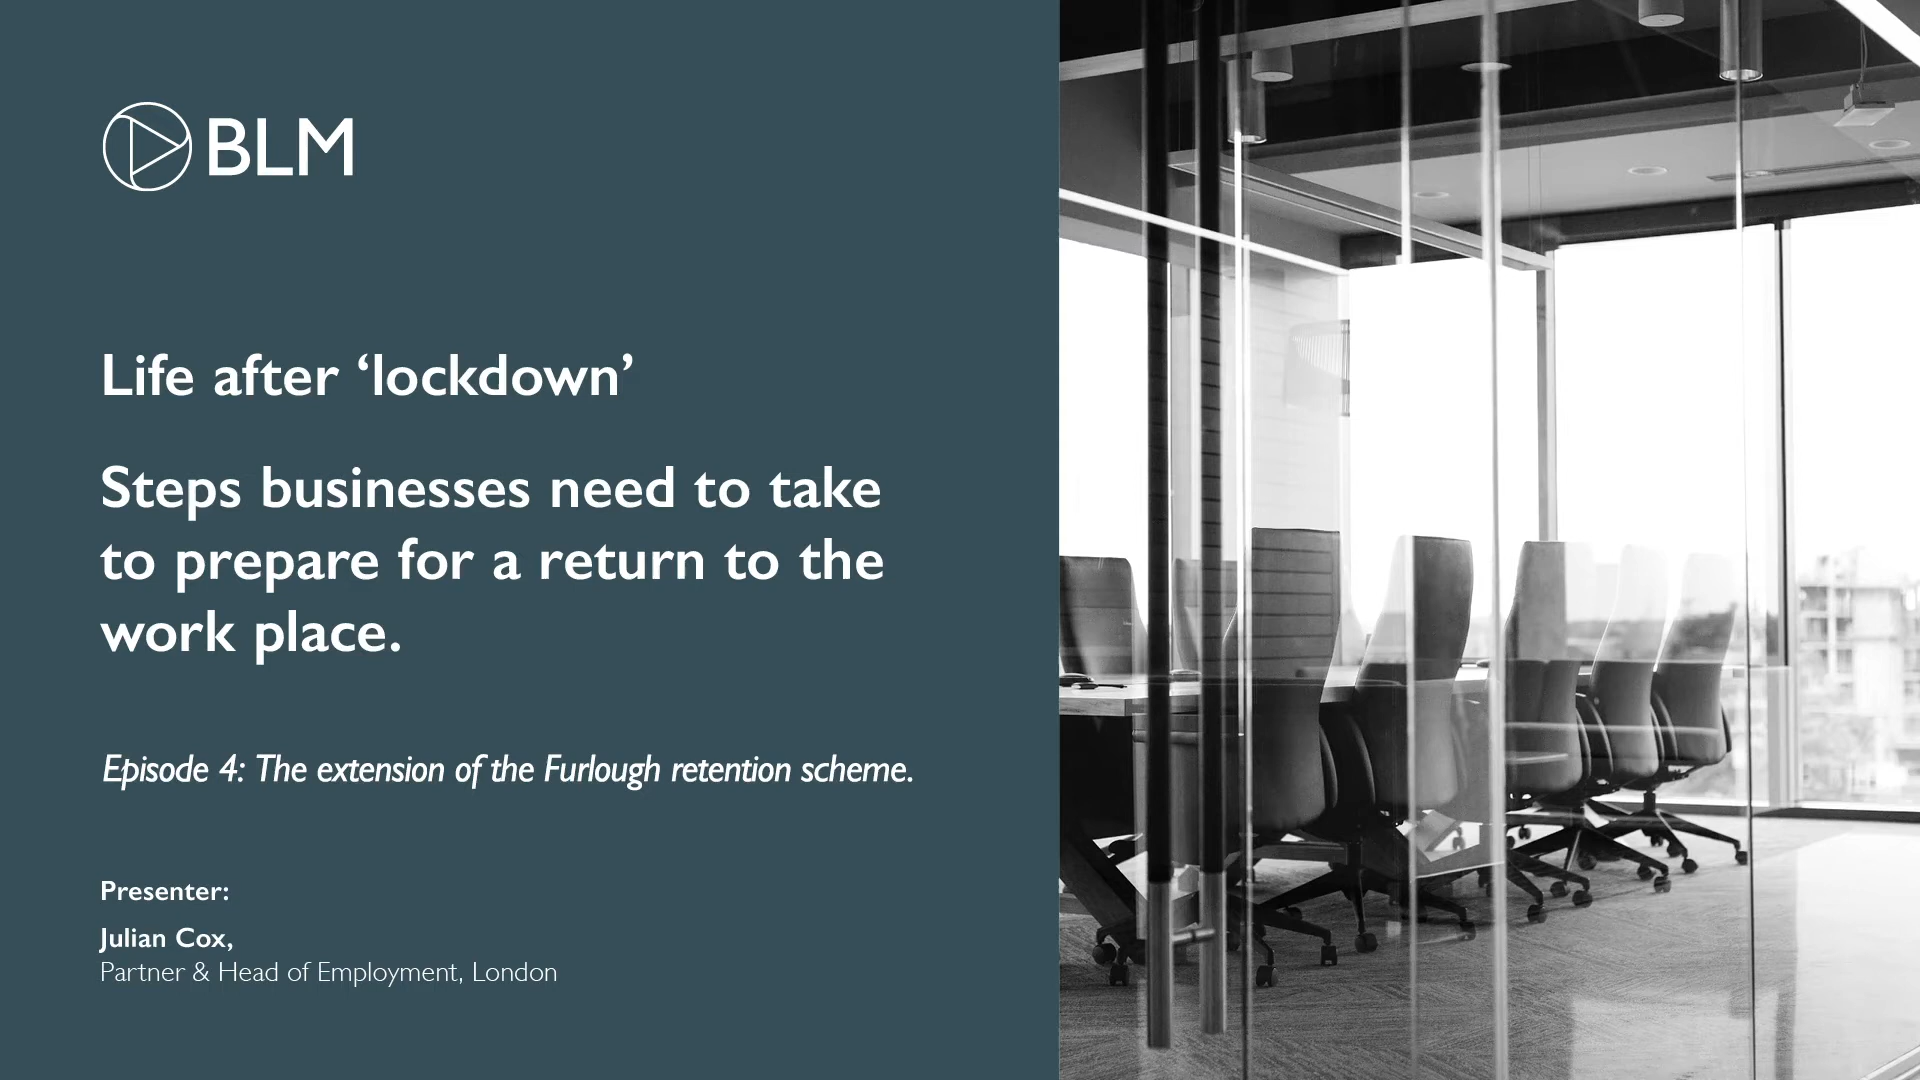 BLM
Life after ‘lockdown’
Steps businesses need to take
to prepare for a return to the
work place.
Episode 4: The extension of the Furlough retention scheme.
Presenter:
Julian Cox,
Partner & Head of Employment, London